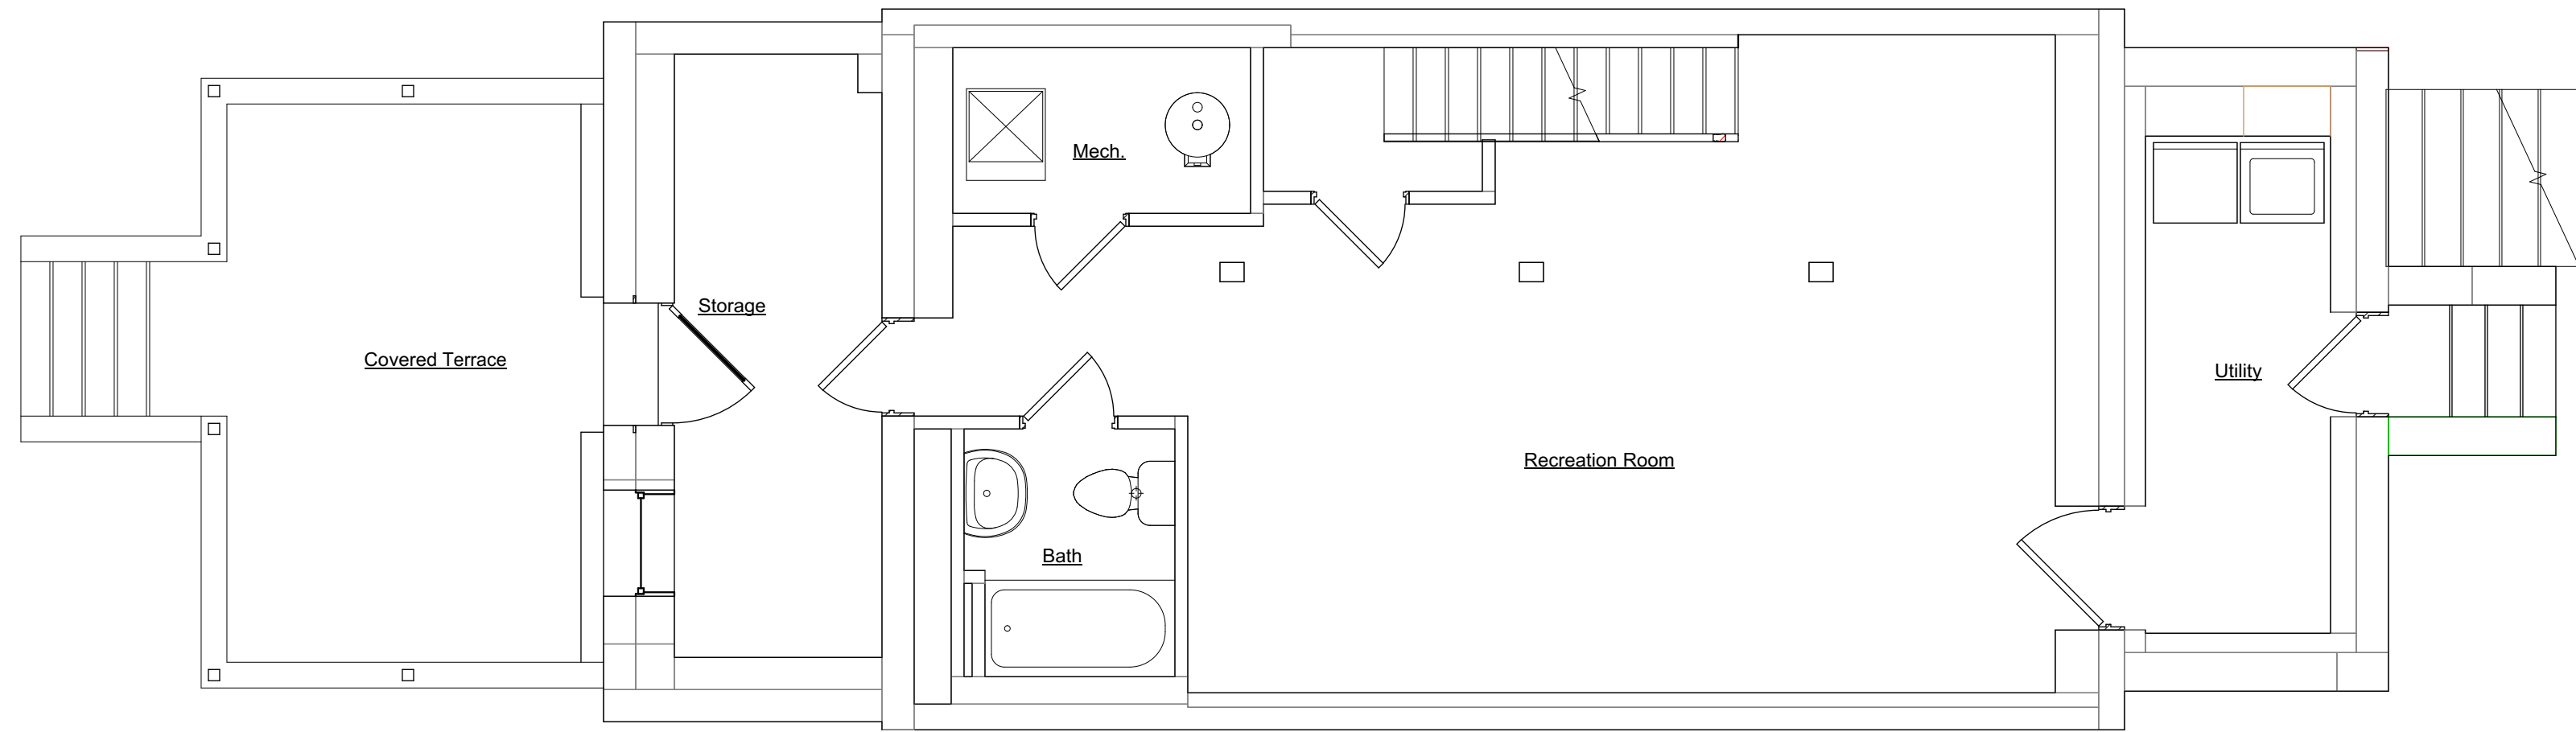 Mech.
Storage
Covered Terrace
Utility
Recreation Room
Bath